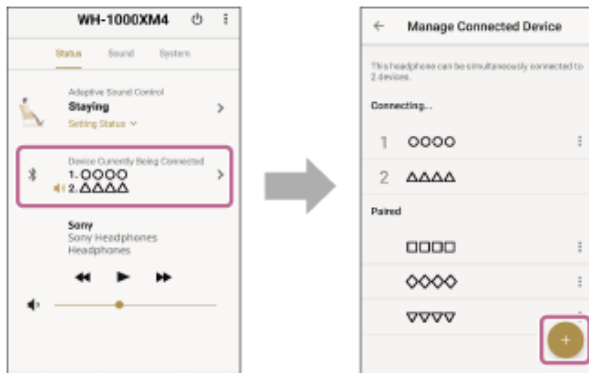 WH-1000XM4
Status Sound System
Adaptive Sound Control
Staying
Setting Status
Device Currently Being Connected
1. ○○○○
2. △△△△
Sony
Sony Headphones
Headphones
Manage Connected Device
This headphone can be simultaneously connected to
2 devices.
Connecting...
1 ○○○○
2 △△△△
Paired
□□□□
◇◇◇◇
▽▽▽▽